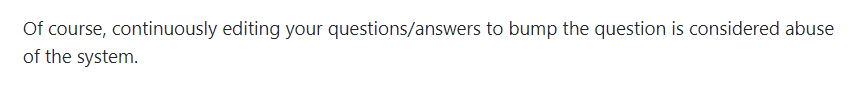 Of course, continuously editing your questions/answers to bump the question is considered abuse
of the system.